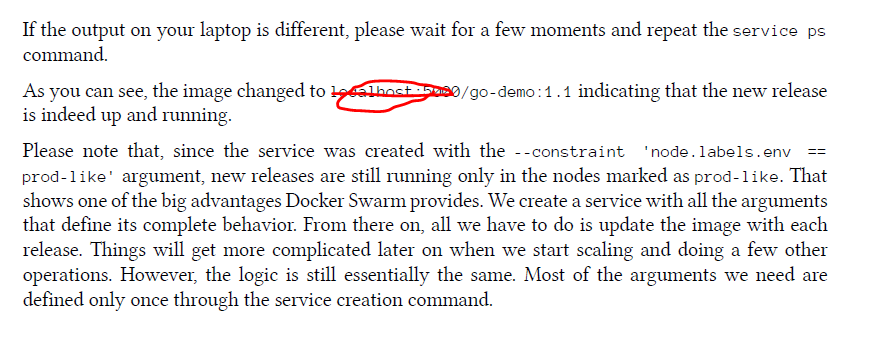 If the output on your laptop is different, please wait for a few moments and repeat the service ps
command.
As you can see, the image changed to localhost:5000/go-demo:1.1 indicating that the new release
is indeed up and running.
Please note that, since the service was created with the --constraint 'node.labels.env ==
prod-like' argument, new releases are still running only in the nodes marked as prod-like. That
shows one of the big advantages Docker Swarm provides. We create a service with all the arguments
that define its complete behavior. From there on, all we have to do is update the image with each
release. Things will get more complicated later on when we start scaling and doing a few other
operations. However, the logic is still essentially the same. Most of the arguments we need are
defined only once through the service creation command.